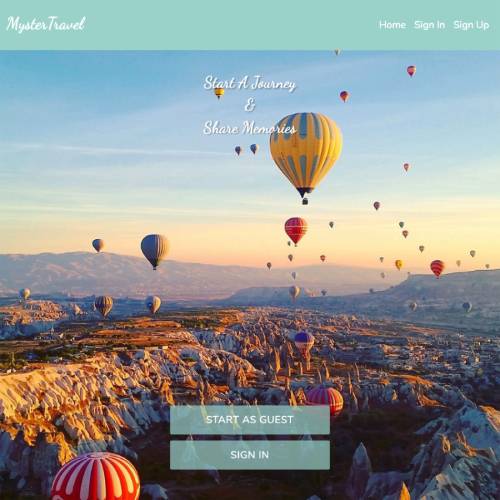 MysterTravel
Home Sign In Sign Up
Start A Journey
&
Share Memories
START AS GUEST
SIGN IN